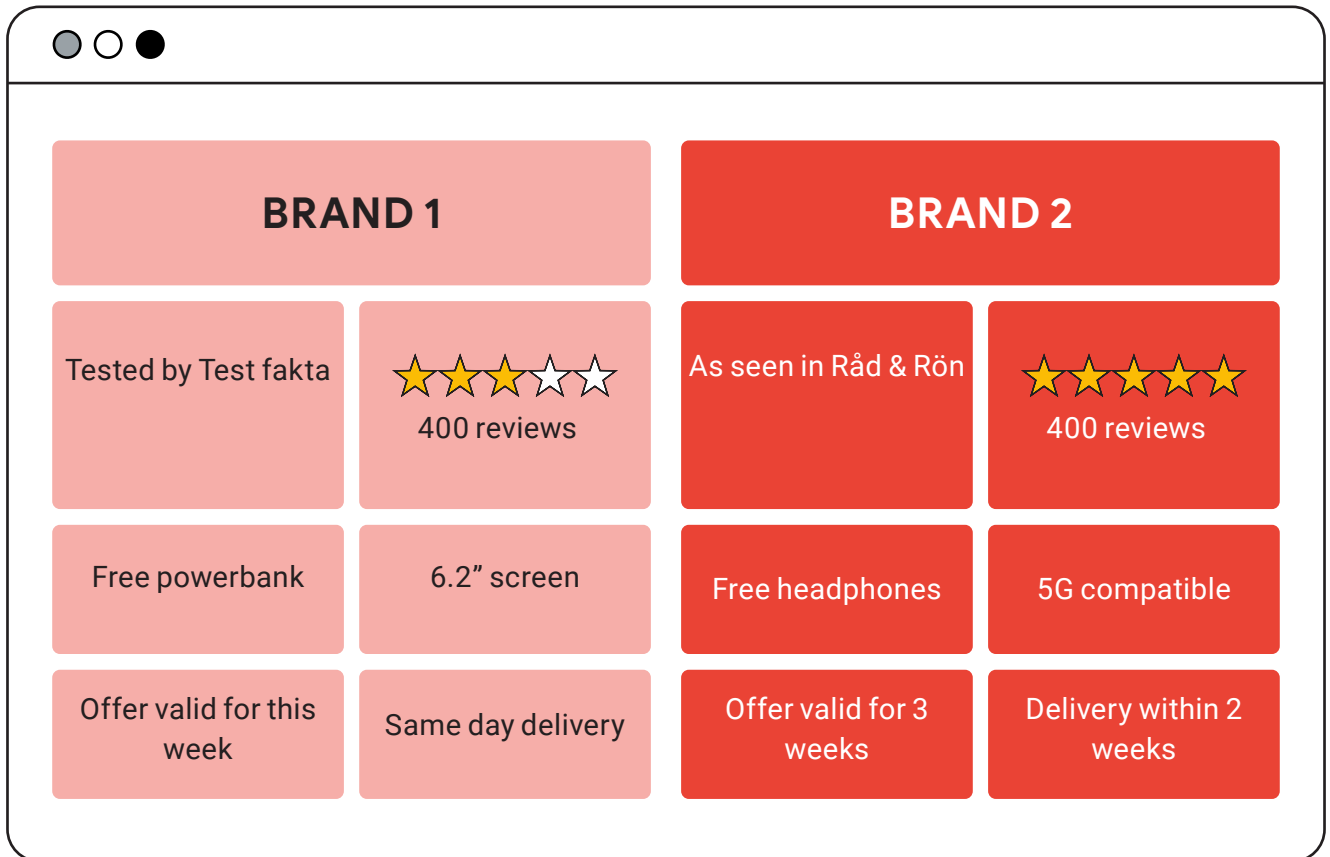 BRAND 1
BRAND 2
Tested by Test fakta
400 reviews
As seen in Råd & Rön
400 reviews
Free powerbank
6.2” screen
Free headphones
5G compatible
Offer valid for this
week
Same day delivery
Offer valid for 3
weeks
Delivery within 2
weeks